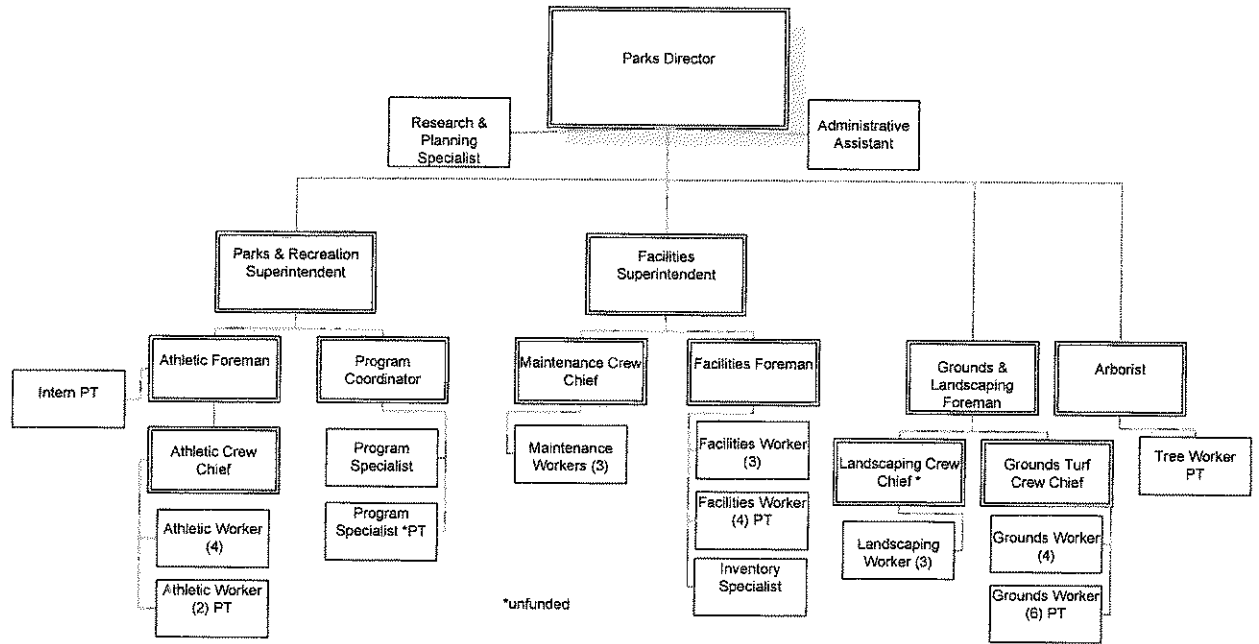 Parks Director
Research &
Planning
Specialist
Administrative
Assistant
Parks & Recreation
Superintendent
Facilities
Superintendent
Athletic Foreman
Program
Coordinator
Maintenance Crew
Chief
Facilities Foreman
Grounds &
Landscaping
Foreman
Arborist
Intern PT
Athletic Crew
Chief
Program
Specialist
Maintenance
Workers (3)
Facilities Worker
(3)
Landscaping Crew
Chief *
Grounds Turf
Crew Chief
Tree Worker
PT
Athletic Worker
(4)
Program
Specialist *PT
Facilities Worker
(4) PT
Landscaping
Worker (3)
Grounds Worker
(4)
Athletic Worker
(2) PT
Inventory
Specialist
Grounds Worker
(6) PT
*unfunded